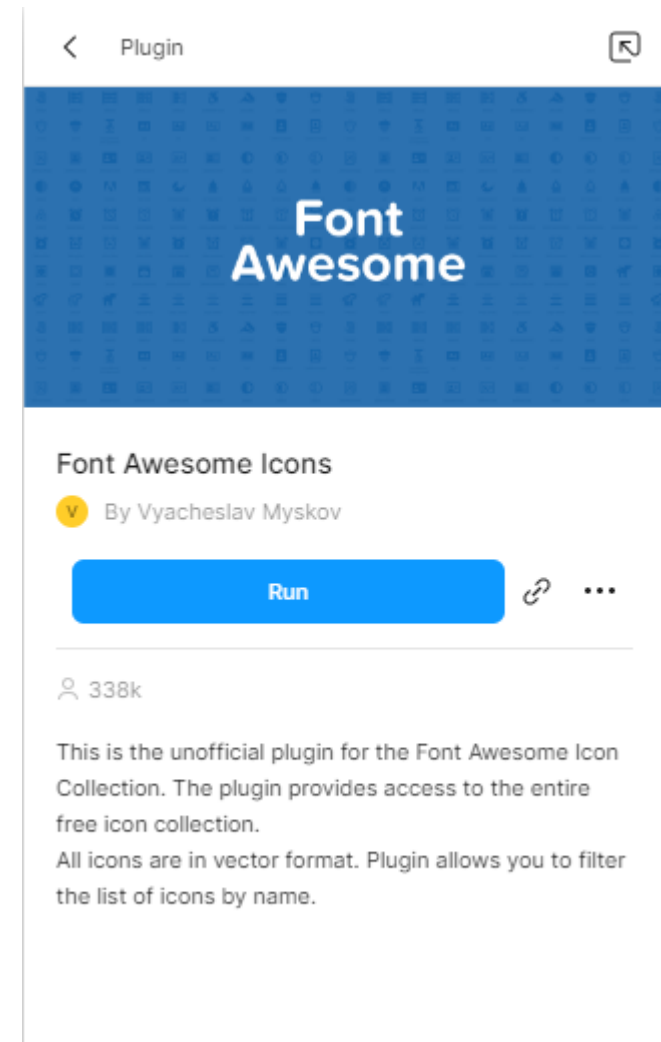 Plugin
Font
Awesome
Font Awesome Icons
V
By Vyacheslav Myskov
Run
338k
This is the unofficial plugin for the Font Awesome Icon
Collection. The plugin provides access to the entire
free icon collection.
All icons are in vector format. Plugin allows you to filter
the list of icons by name.